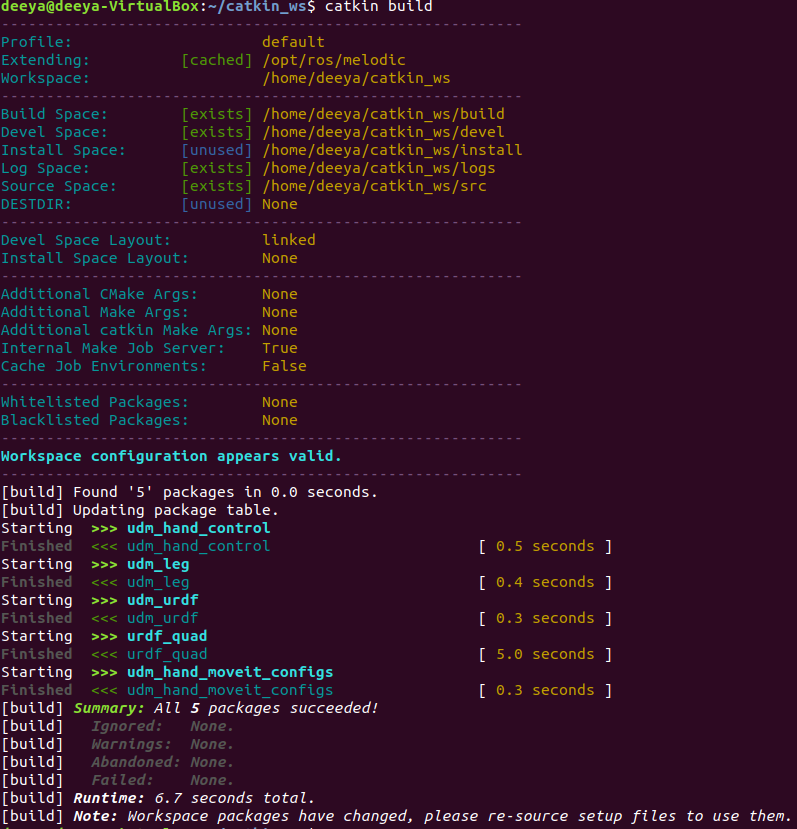 deeya@deeya-VirtualBox:~/catkin_ws$ catkin build
----------------------------------------------------------
Profile:                     default
Extending:          [cached] /opt/ros/melodic
Workspace:                   /home/deeya/catkin_ws
----------------------------------------------------------
Build Space:        [exists] /home/deeya/catkin_ws/build
Devel Space:        [exists] /home/deeya/catkin_ws/devel
Install Space:      [unused] /home/deeya/catkin_ws/install
Log Space:          [exists] /home/deeya/catkin_ws/logs
Source Space:       [exists] /home/deeya/catkin_ws/src
DESTDIR:            [unused] None
----------------------------------------------------------
Devel Space Layout:          linked
Install Space Layout:        None
----------------------------------------------------------
Additional CMake Args:       None
Additional Make Args:        None
Additional catkin Make Args: None
Internal Make Job Server:    True
Cache Job Environments:      False
----------------------------------------------------------
Whitelisted Packages:        None
Blacklisted Packages:        None
----------------------------------------------------------
Workspace configuration appears valid.
----------------------------------------------------------
[build] Found '5' packages in 0.0 seconds.
[build] Updating package table.
Starting  >>> udm_hand_control
Finished  <<< udm_hand_control                       [ 0.5 seconds ]
Starting  >>> udm_leg
Finished  <<< udm_leg                                [ 0.4 seconds ]
Starting  >>> udm_urdf
Finished  <<< udm_urdf                               [ 0.3 seconds ]
Starting  >>> urdf_quad
Finished  <<< urdf_quad                              [ 5.0 seconds ]
Starting  >>> udm_hand_moveit_configs
Finished  <<< udm_hand_moveit_configs                [ 0.3 seconds ]
[build] Summary: All 5 packages succeeded!
[build]   Ignored:   None.
[build]   Warnings:  None.
[build]   Abandoned: None.
[build]   Failed:    None.
[build] Runtime: 6.7 seconds total.
[build] Note: Workspace packages have changed, please re-source setup files to use them.